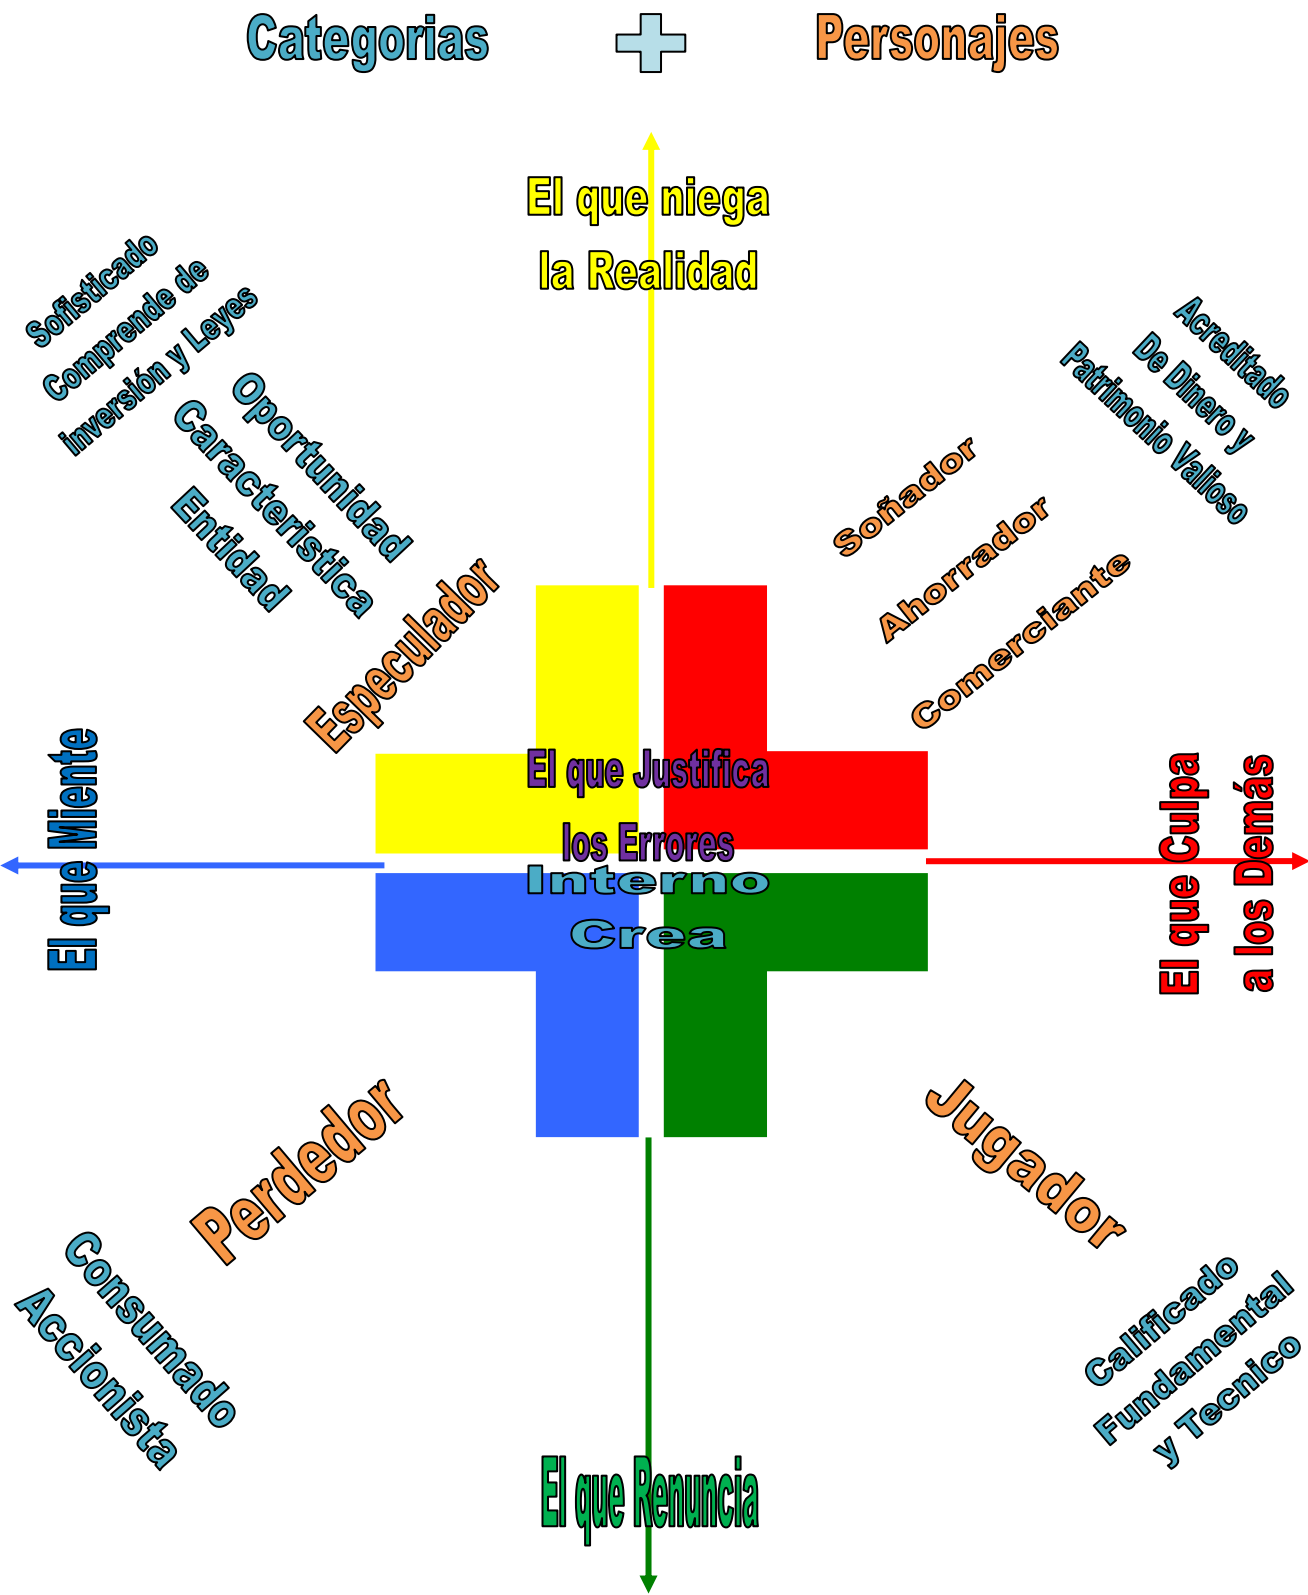 Categorias + Personajes
El que niega
la Realidad
Sofisticado
Comprende de
inversión y Leyes
Oportunidad
Caracteristica
Entidad
Especulador
Acreditado
De Dinero y
Patrimonio Valioso
Soñador
Ahorrador
Comerciante
El que Miente
El que Justifica
los Errores
Interno
Crea
El que Culpa
a los Demás
Perdedor
Consumado
Accionista
Jugador
Calificado
Fundamental
y Tecnico
El que Renuncia